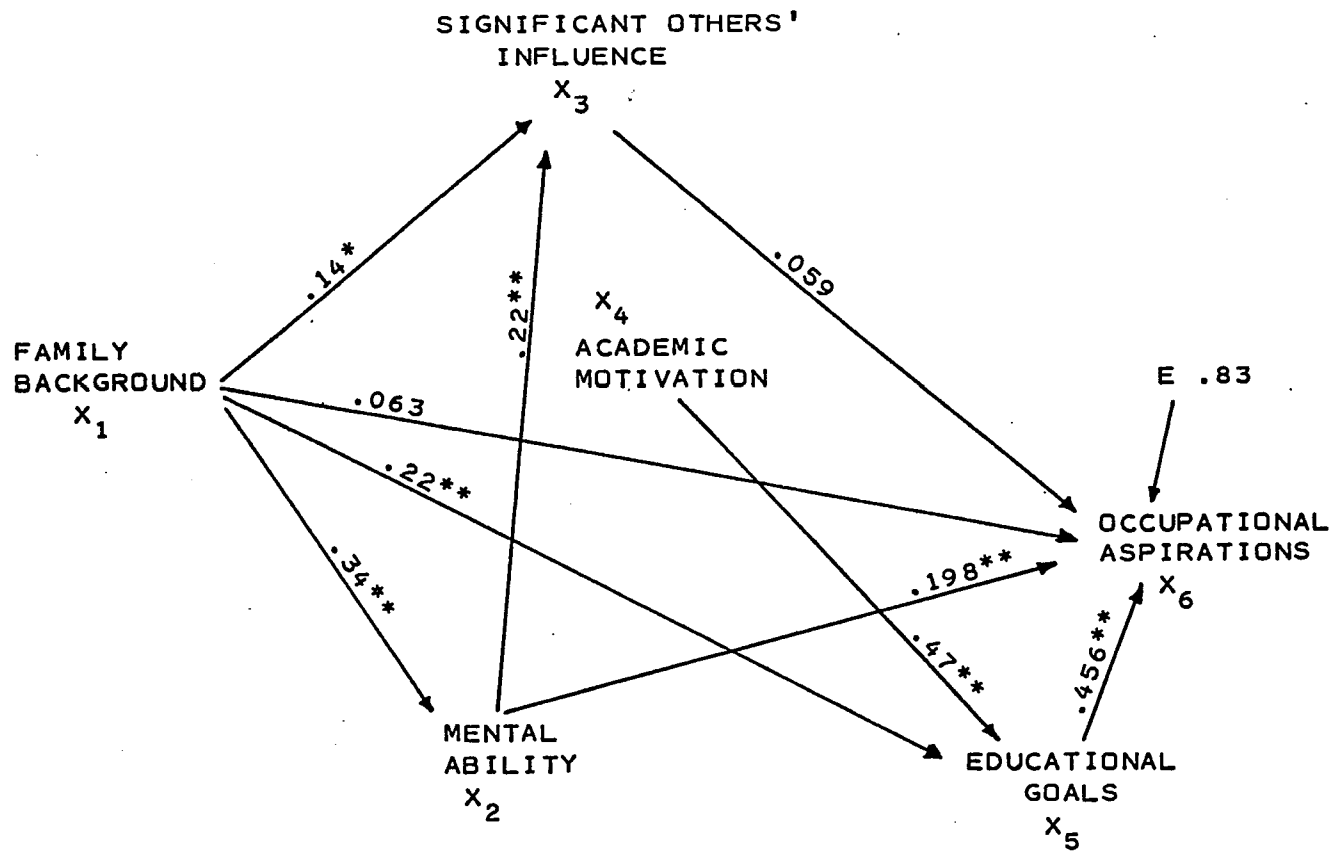 SIGNIFICANT OTHERS'
INFLUENCE
X3
.14*
.22**
.059
X4
ACADEMIC
MOTIVATION
FAMILY
BACKGROUND
X1
E .83
.063
.22**
.34**
OCCUPATIONAL
ASPIRATIONS
X6
.198**
.47**
.456**
MENTAL
ABILITY
X2
EDUCATIONAL
GOALS
X5